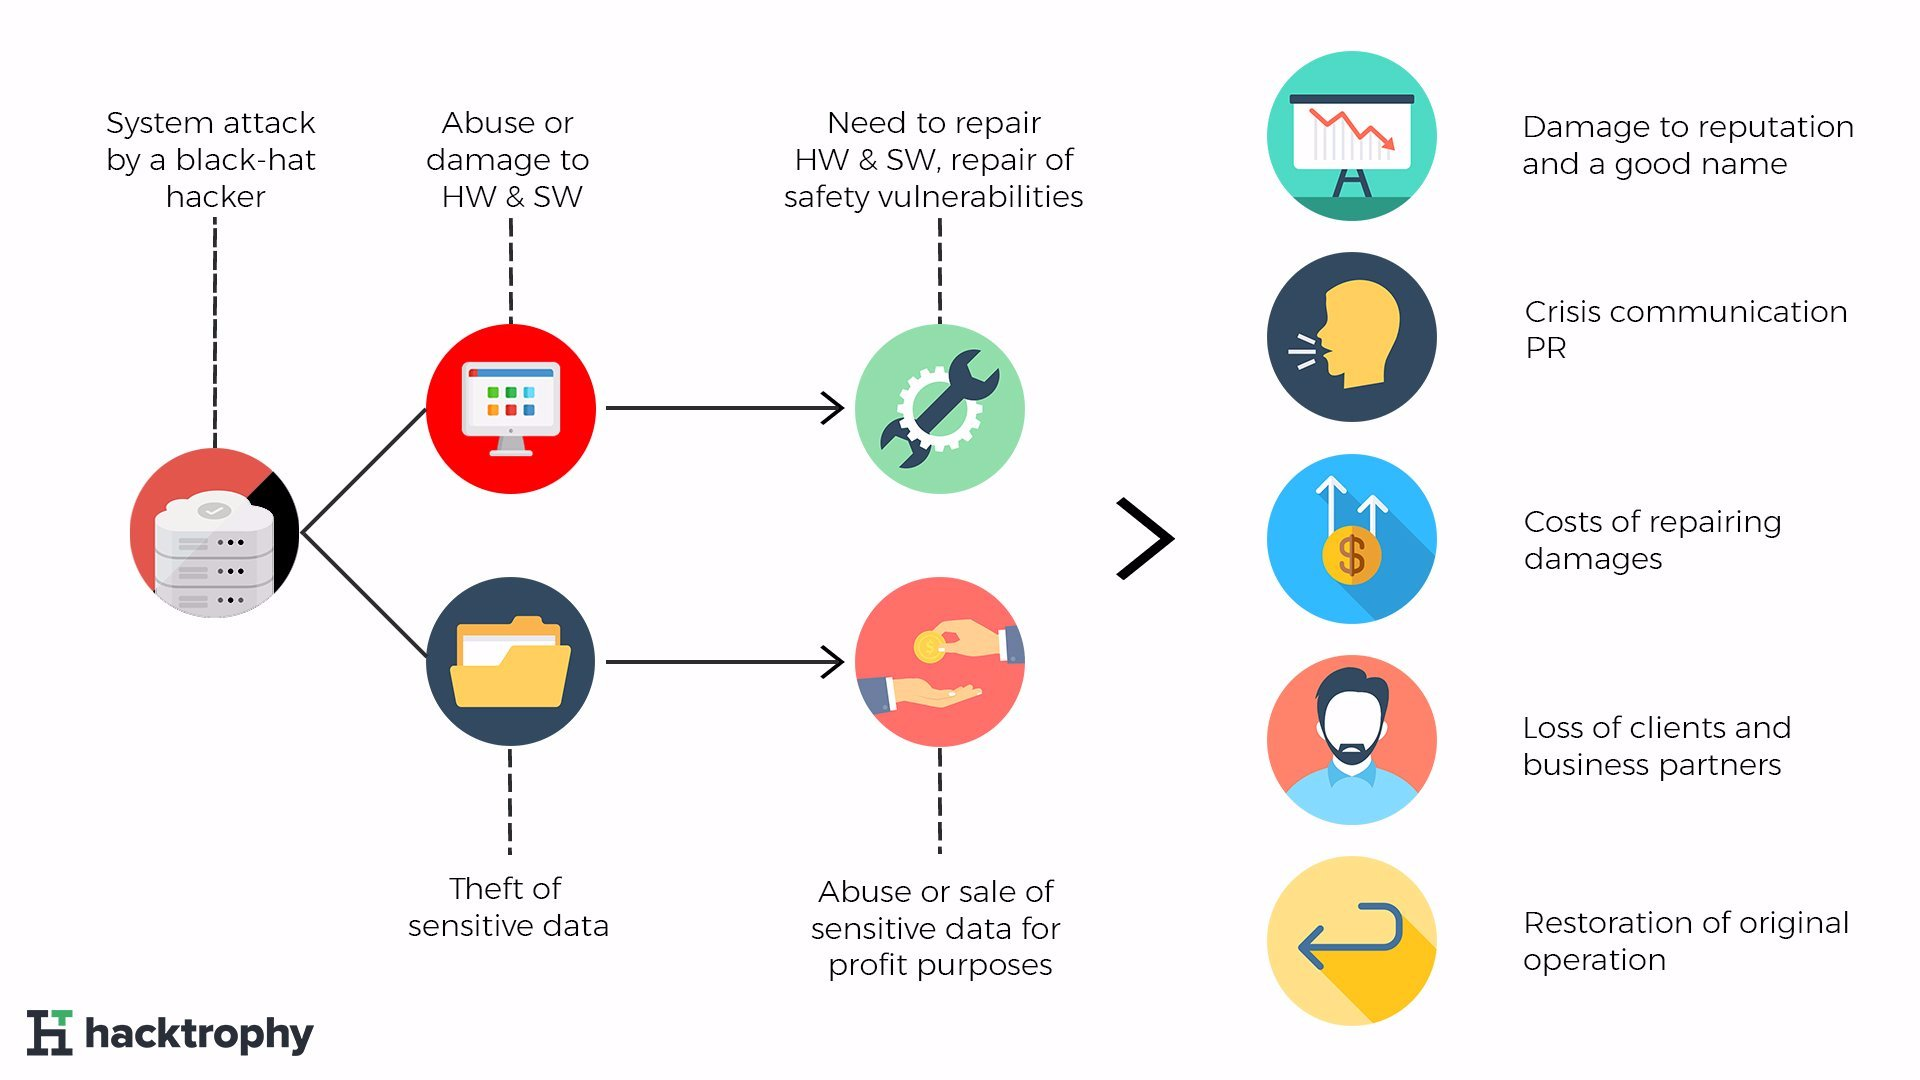 System attack
by a black-hat
hacker
Abuse or
damage to
HW & SW
Need to repair
HW & SW, repair of
safety vulnerabilities
Theft of
sensitive data
Abuse or sale of
sensitive data for
profit purposes
Damage to reputation
and a good name
Crisis communication
PR
$
Costs of repairing
damages
Loss of clients and
business partners
Restoration of original
operation
hacktrophy